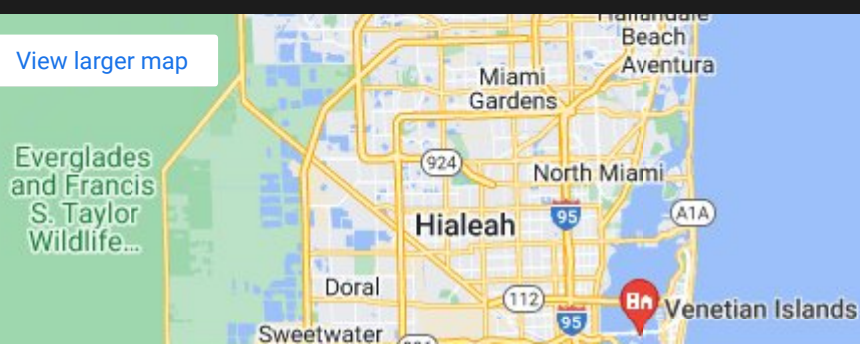 Hallandale
Beach
Aventura
View larger map
Miami
Gardens
Everglades
and Francis
S. Taylor
Wildlife...
924
North Miami
Hialeah
95
A1A
Doral
112
Venetian Islands
95
Sweetwater